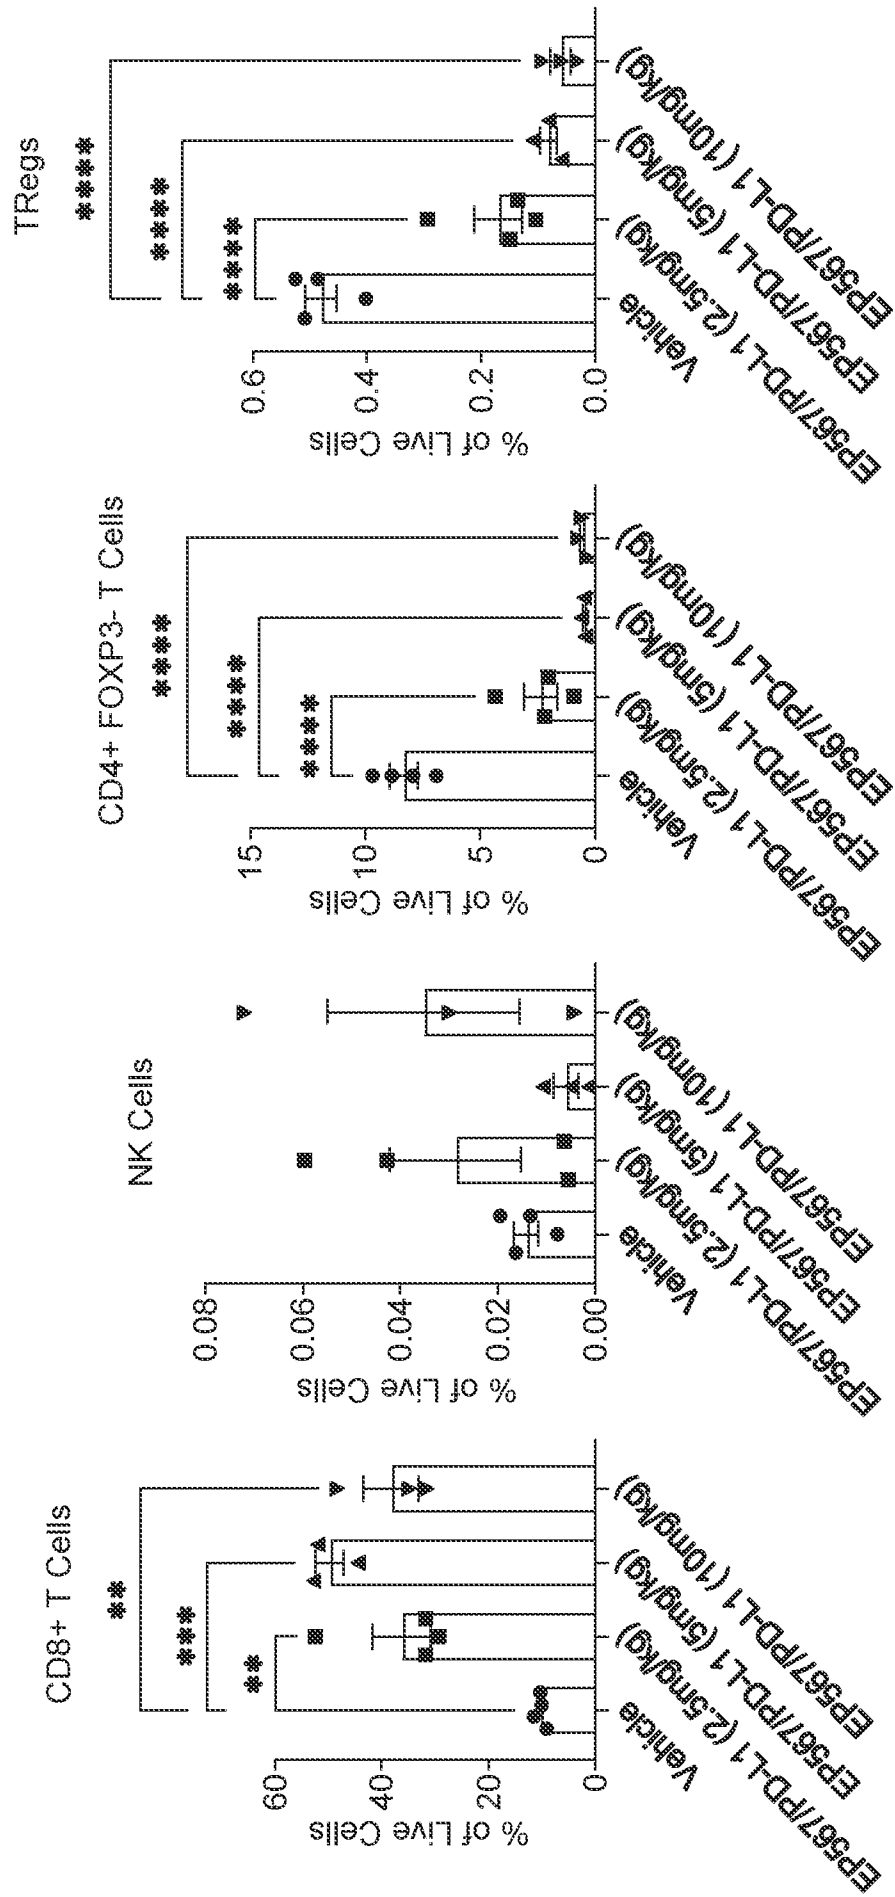 CD8+ T Cells
% of Live Cells
60
40
20
0
**
***
**
Vehicle
EP567/PD-L1 (2.5mg/kg)
EP567/PD-L1 (5mg/kg)
EP567/PD-L1 (10mg/kg)
NK Cells
% of Live Cells
0.08
0.06
0.04
0.02
0.00
Vehicle
EP567/PD-L1 (2.5mg/kg)
EP567/PD-L1 (5mg/kg)
EP567/PD-L1 (10mg/kg)
CD4+ FOXP3- T Cells
% of Live Cells
15
10
5
0
****
****
****
Vehicle
EP567/PD-L1 (2.5mg/kg)
EP567/PD-L1 (5mg/kg)
EP567/PD-L1 (10mg/kg)
TRegs
% of Live Cells
0.6
0.4
0.2
0.0
****
****
****
Vehicle
EP567/PD-L1 (2.5mg/kg)
EP567/PD-L1 (5mg/kg)
EP567/PD-L1 (10mg/kg)